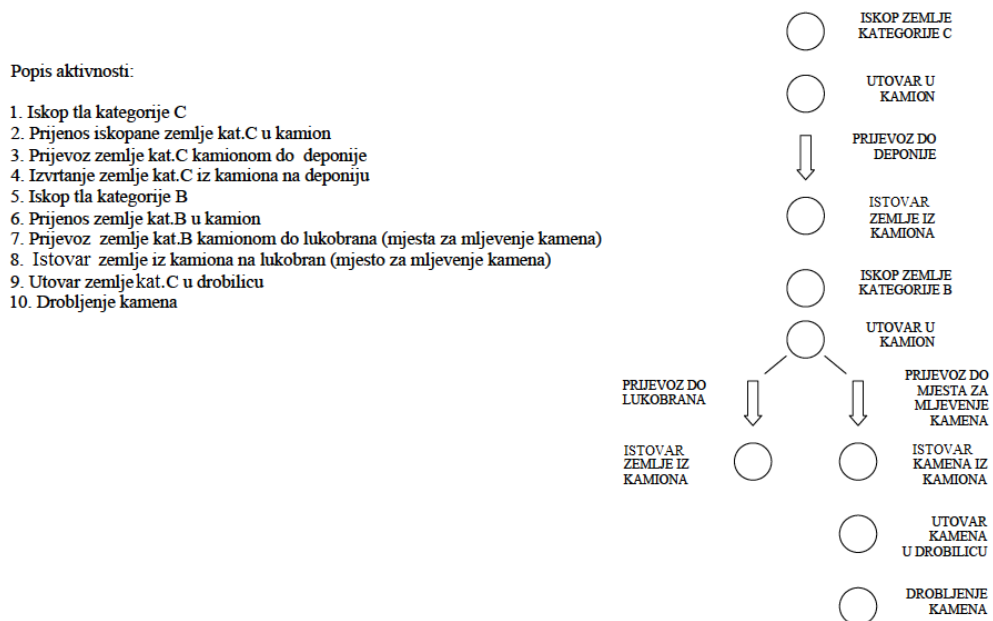 Popis aktivnosti:
1. Iskop tla kategorije C
2. Prijenos iskopane zemlje kat.C u kamion
3. Prijevoz zemlje kat.C kamionom do deponije
4. Izvrtanje zemlje kat.C iz kamiona na deponiju
5. Iskop tla kategorije B
6. Prijenos zemlje kat.B u kamion
7. Prijevoz zemlje kat.B kamionom do lukobrana (mjesta za mljevenje kamena)
8. Istovar zemlje iz kamiona na lukobran (mjesto za mljevenje kamena)
9. Utovar zemlje kat.C u drobilicu
10. Drobljenje kamena
ISKOP ZEMLJE
KATEGORIJE C
UTOVAR U
KAMION
PRIJEVOZ DO
DEPONIJE
ISTOVAR
ZEMLJE IZ
KAMIONA
ISKOP ZEMLJE
KATEGORIJE B
UTOVAR U
KAMION
PRIJEVOZ DO
LUKOBRANA
PRIJEVOZ DO
MJESTA ZA
MLJEVENJE
KAMENA
ISTOVAR
ZEMLJE IZ
KAMIONA
ISTOVAR
KAMENA IZ
KAMIONA
UTOVAR
KAMENA
U DROBILICU
DROBLJENJE
KAMENA